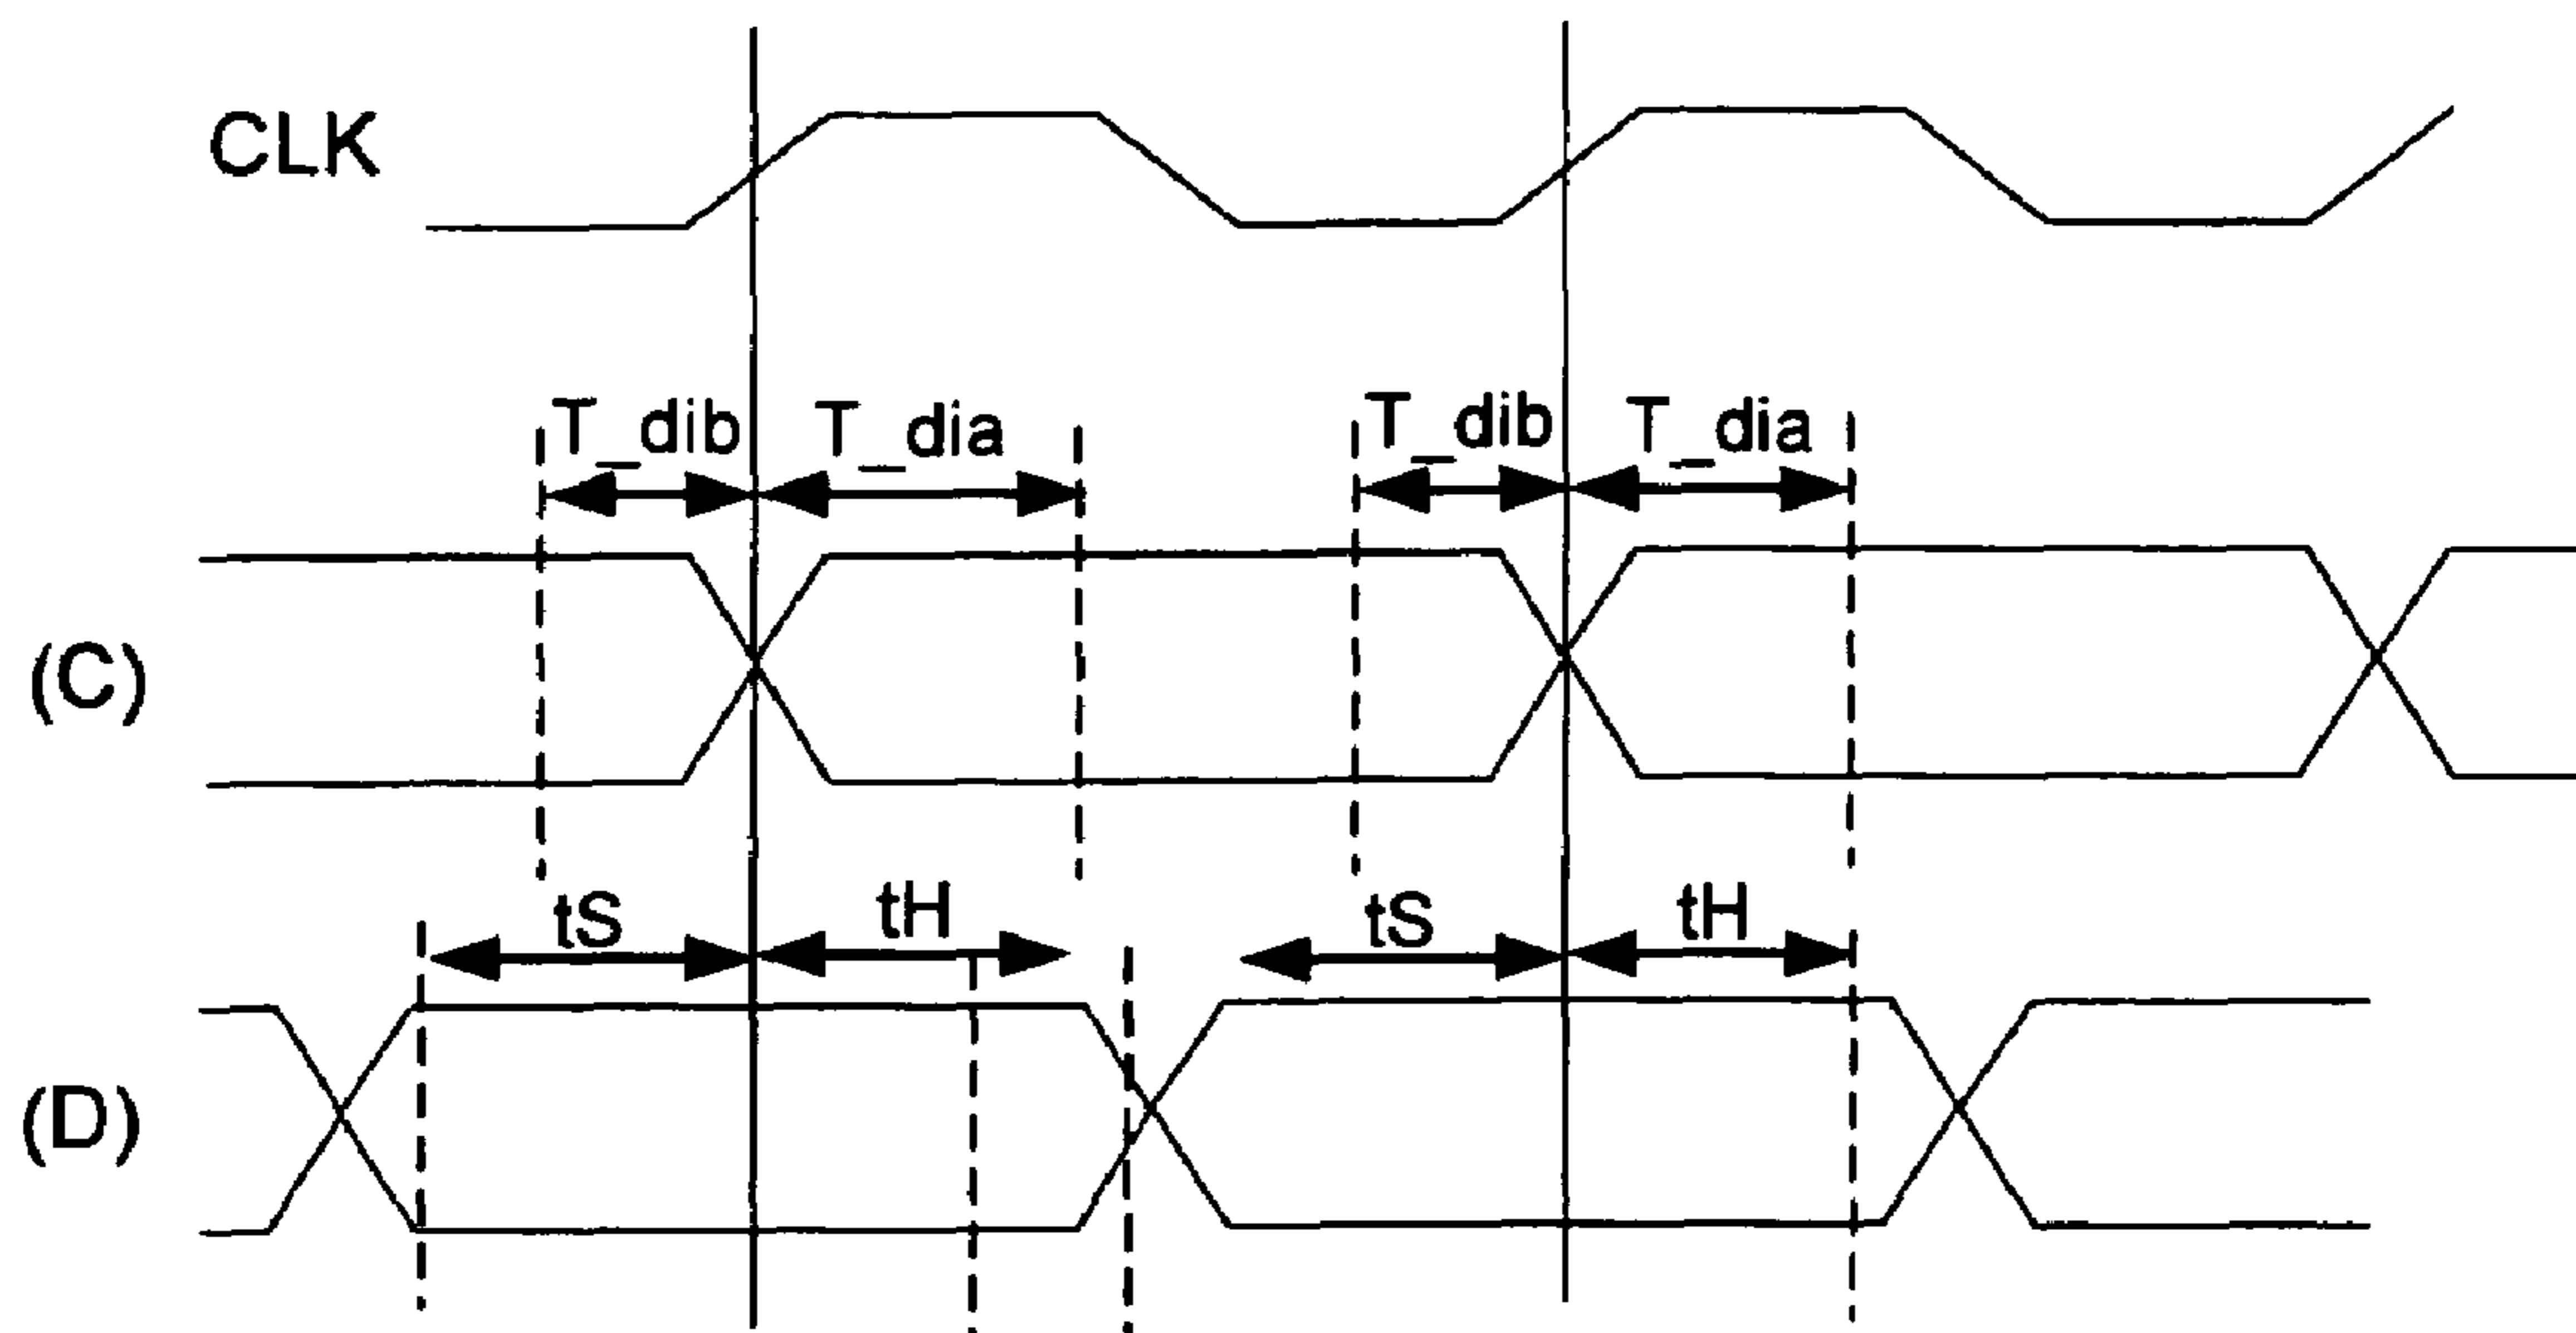 CLK
T_dib T_dia T_dib T_dia
(C)
tS tH tS tH
(D)